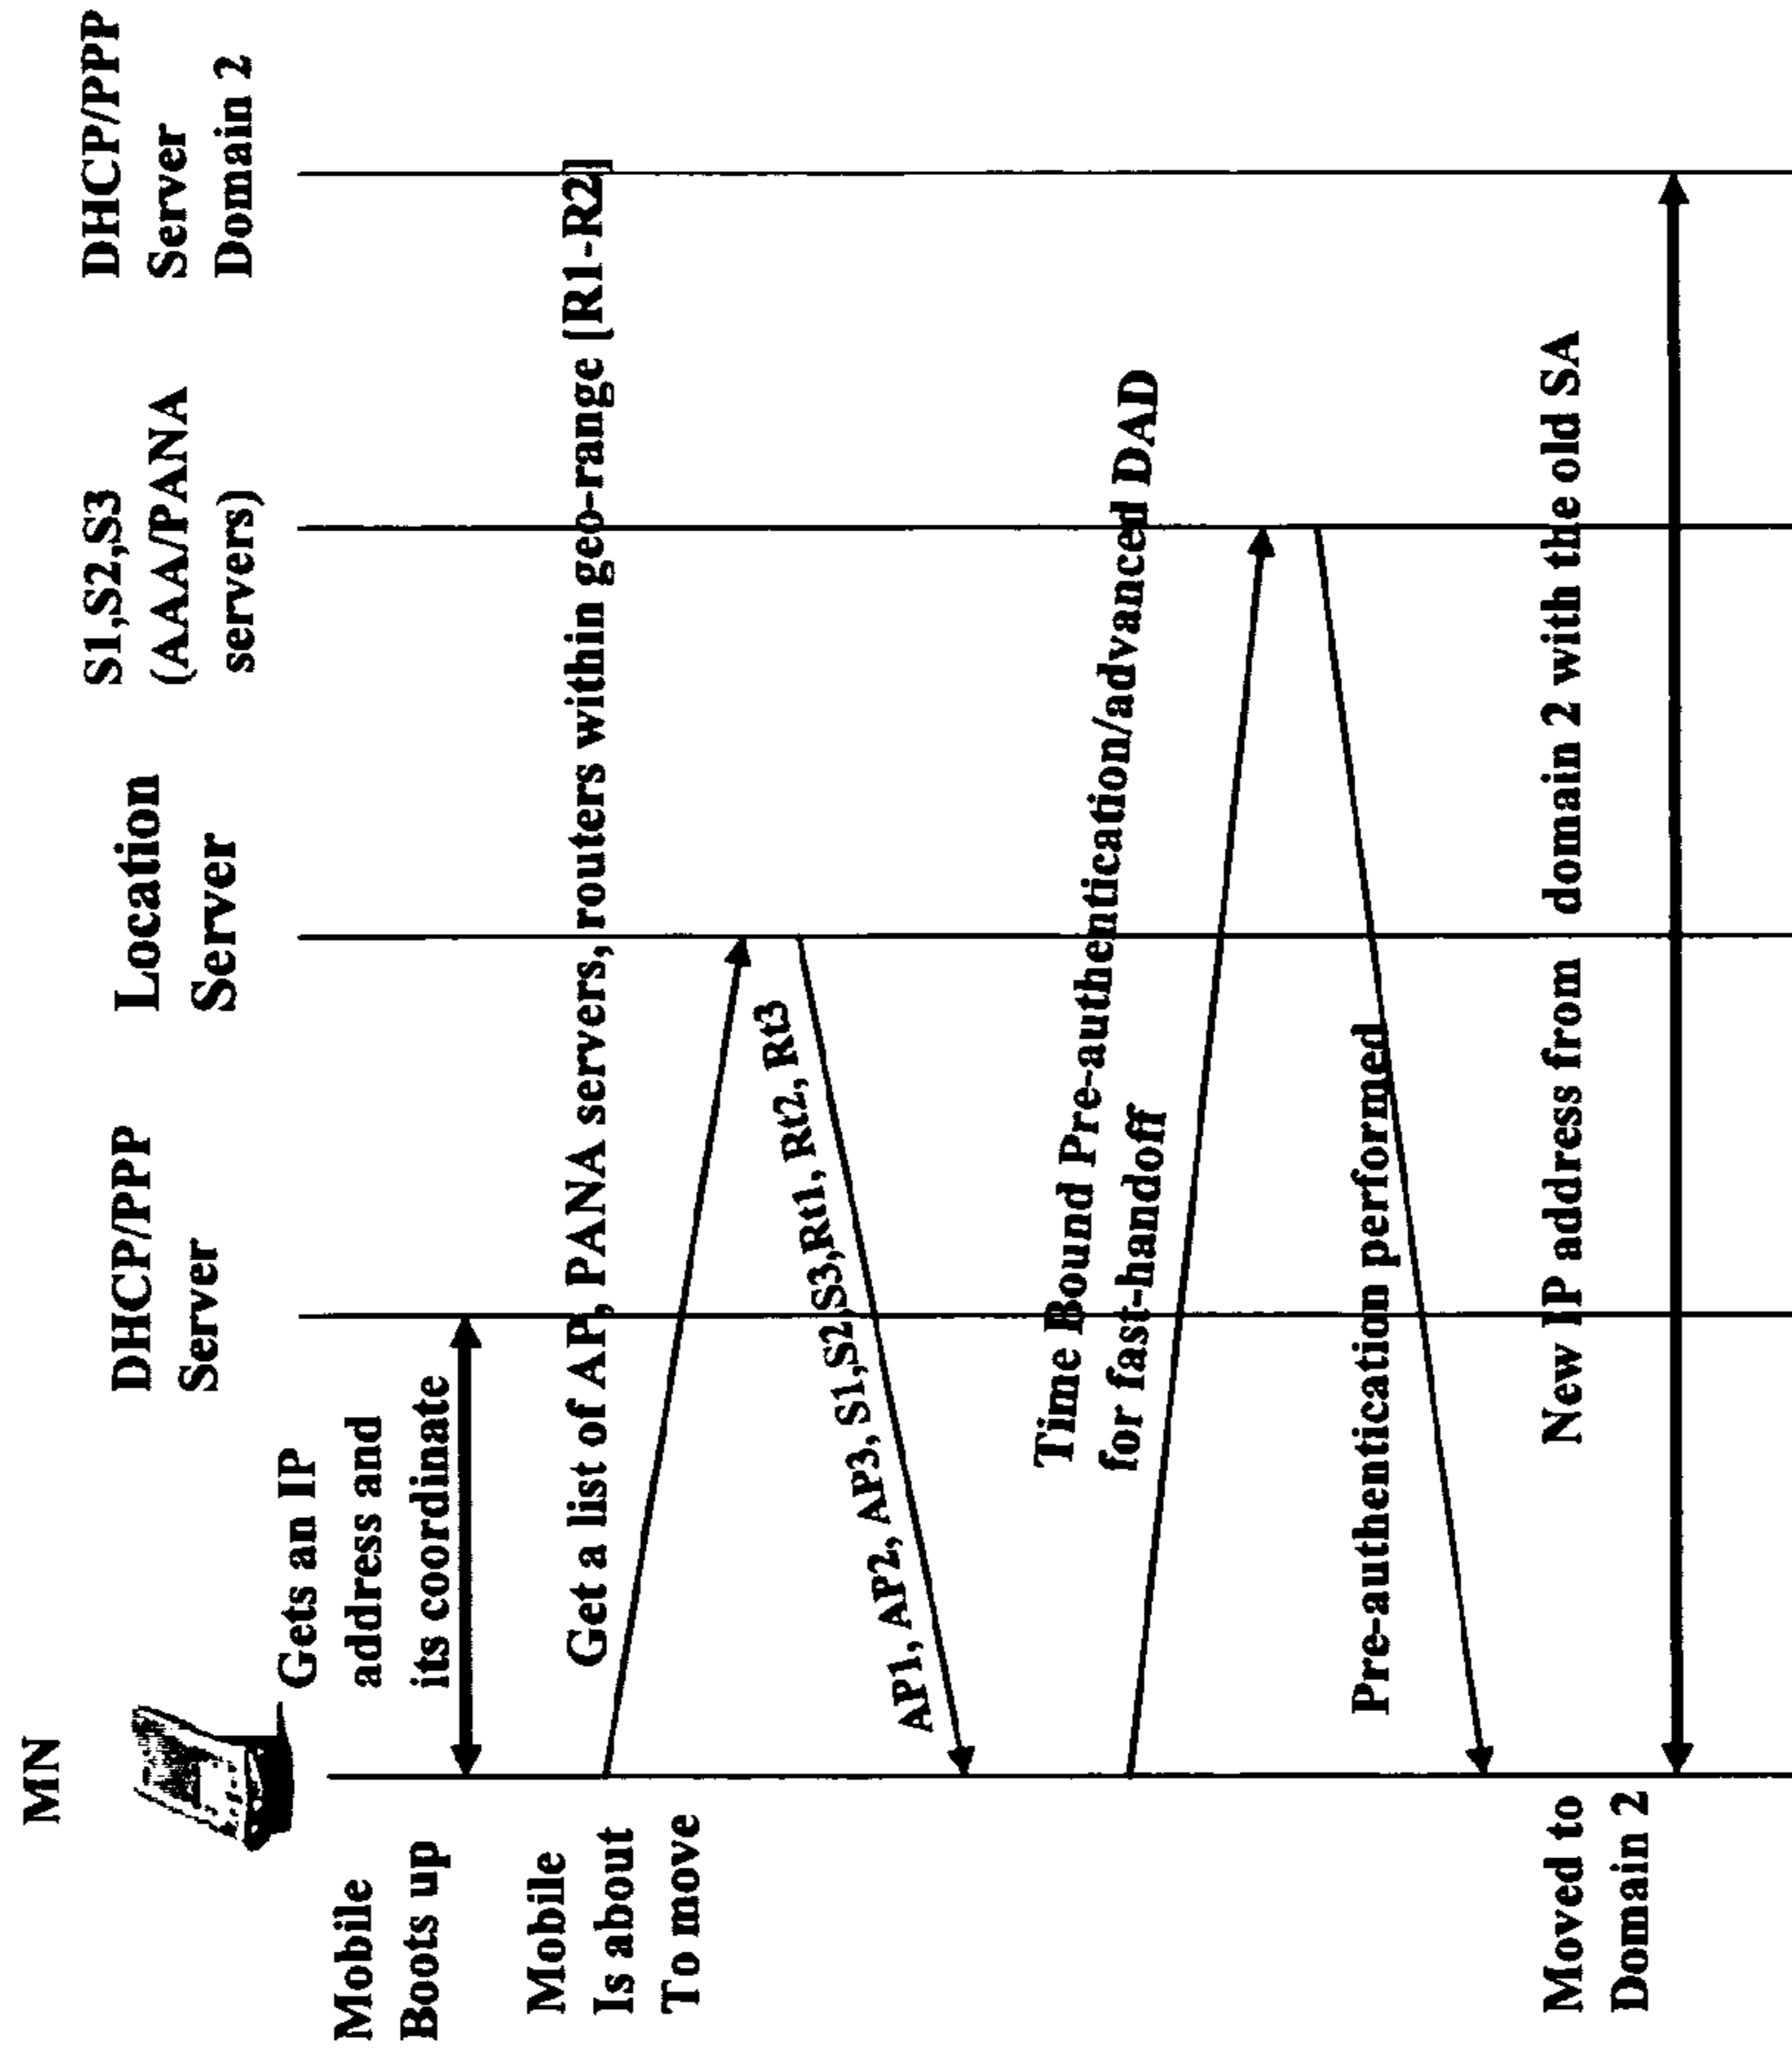 MN
DHCP/PPP
Server
Location
Server
S1,S2,S3
(AAA/PANA
servers)
DHCP/PPP
Server
Domain 2
Mobile
Boots up
Gets an IP
address and
its coordinate
Mobile
Is about
To move
Get a list of AP, PANA servers, routers within geo-range [R1-R2]
AP1, AP2, AP3, S1,S2,S3,Rt1, Rt2, Rt3
Time Bound Pre-authentication/advanced DAD
for fast-handoff
Pre-authentication performed
Moved to
Domain 2
New IP address from domain 2 with the old SA